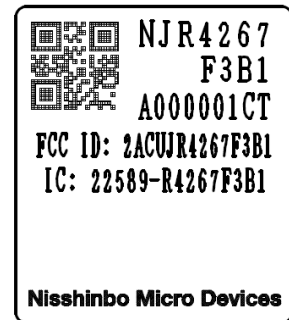 NJR4267
F3B1
A000001CT
FCC ID: 2ACUJR4267F3B1
IC: 22589-R4267F3B1
Nisshinbo Micro Devices